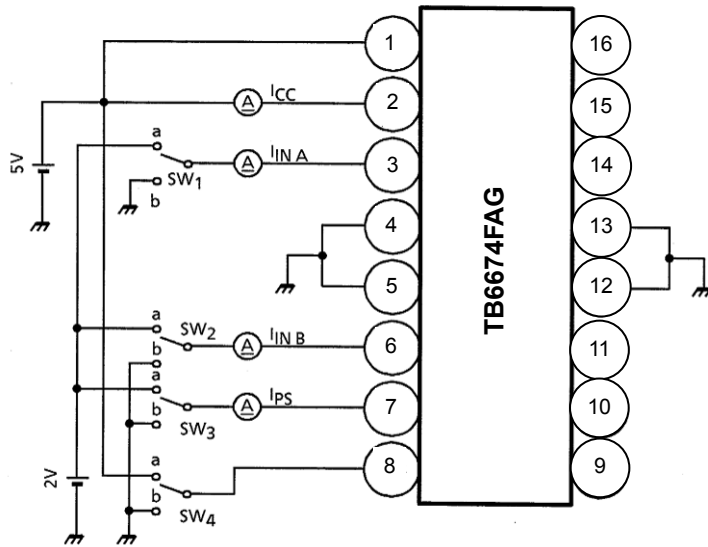 1
16
A
ICC
2
15
5V
a
A
IIN A
3
14
SW1
b
4
13
5
12
TB6674FAG
a
SW2
A
IIN B
6
11
b
a
A
IPS
7
10
b
SW3
2V
a
8
9
b
SW4